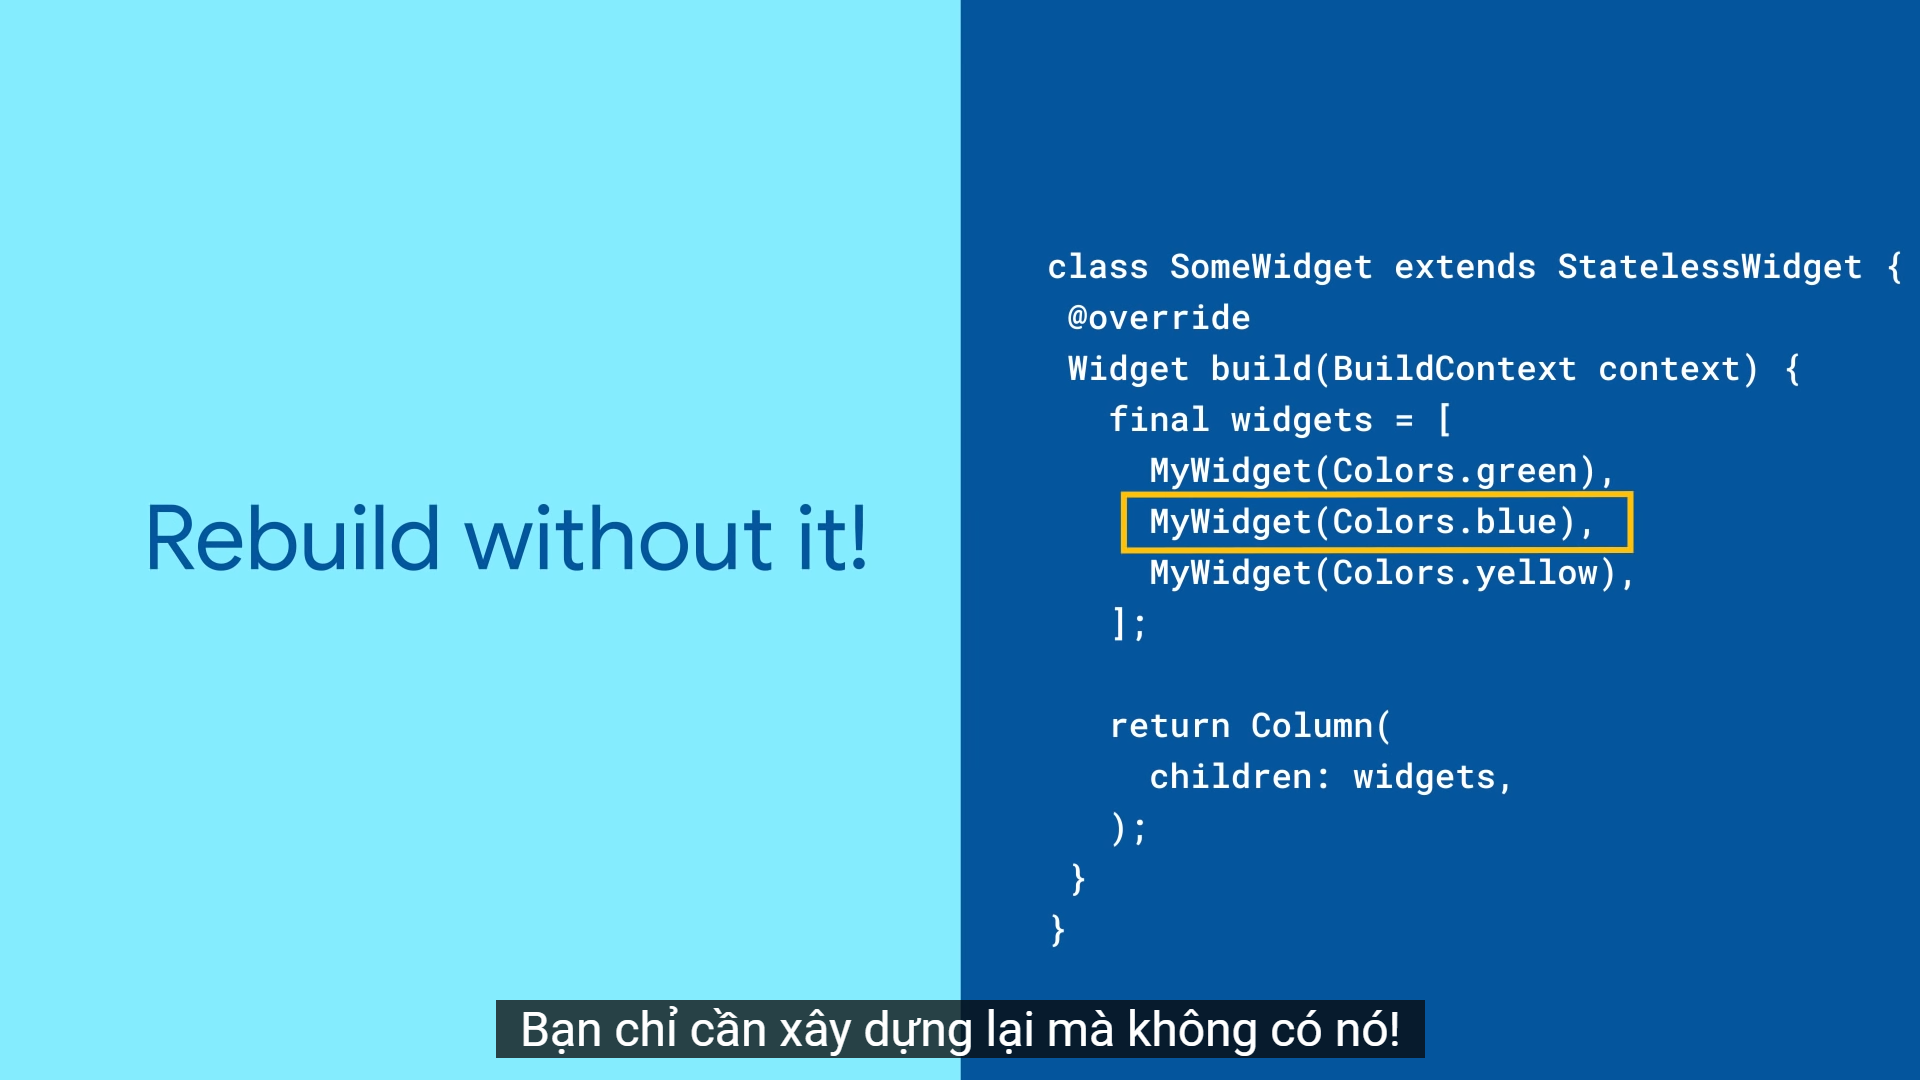 Rebuild without it!
class SomeWidget extends StatelessWidget {
 @override
 Widget build(BuildContext context) {
   final widgets = [
     MyWidget(Colors.green),
     MyWidget(Colors.blue),
     MyWidget(Colors.yellow),
   ];
   return Column(
     children: widgets,
   );
 }
}
Bạn chỉ cần xây dựng lại mà không có nó!